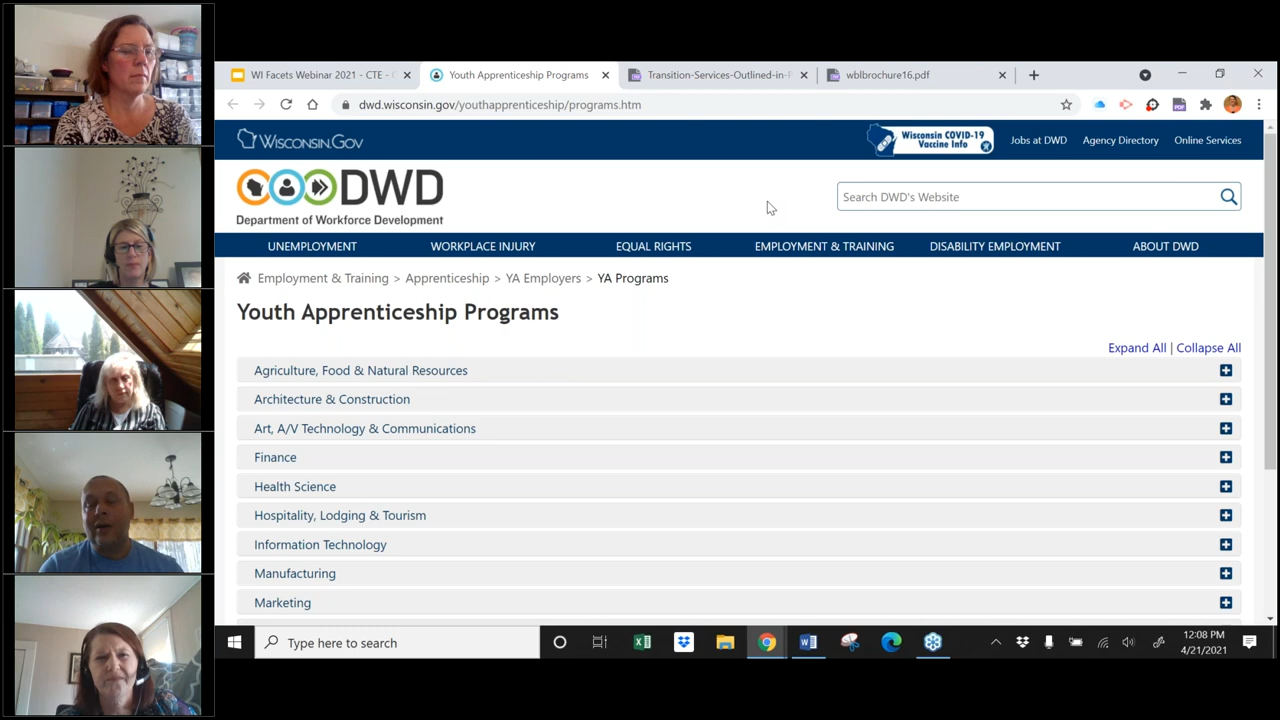 WI Facets Webinar 2021 - CTE -
Youth Apprenticeship Programs
Transition-Services-Outlined-in-P
wblbrochure16.pdf
dwd.wisconsin.gov/youthapprenticeship/programs.htm
WISCONSIN.GOV
Wisconsin COVID-19
Vaccine Info
Jobs at DWD
Agency Directory
Online Services
DWD
Department of Workforce Development
Search DWD's Website
UNEMPLOYMENT
WORKPLACE INJURY
EQUAL RIGHTS
EMPLOYMENT & TRAINING
DISABILITY EMPLOYMENT
ABOUT DWD
Employment & Training > Apprenticeship > YA Employers > YA Programs
Youth Apprenticeship Programs
Expand All | Collapse All
Agriculture, Food & Natural Resources
Architecture & Construction
Art, A/V Technology & Communications
Finance
Health Science
Hospitality, Lodging & Tourism
Information Technology
Manufacturing
Marketing
Type here to search
12:08 PM
4/21/2021